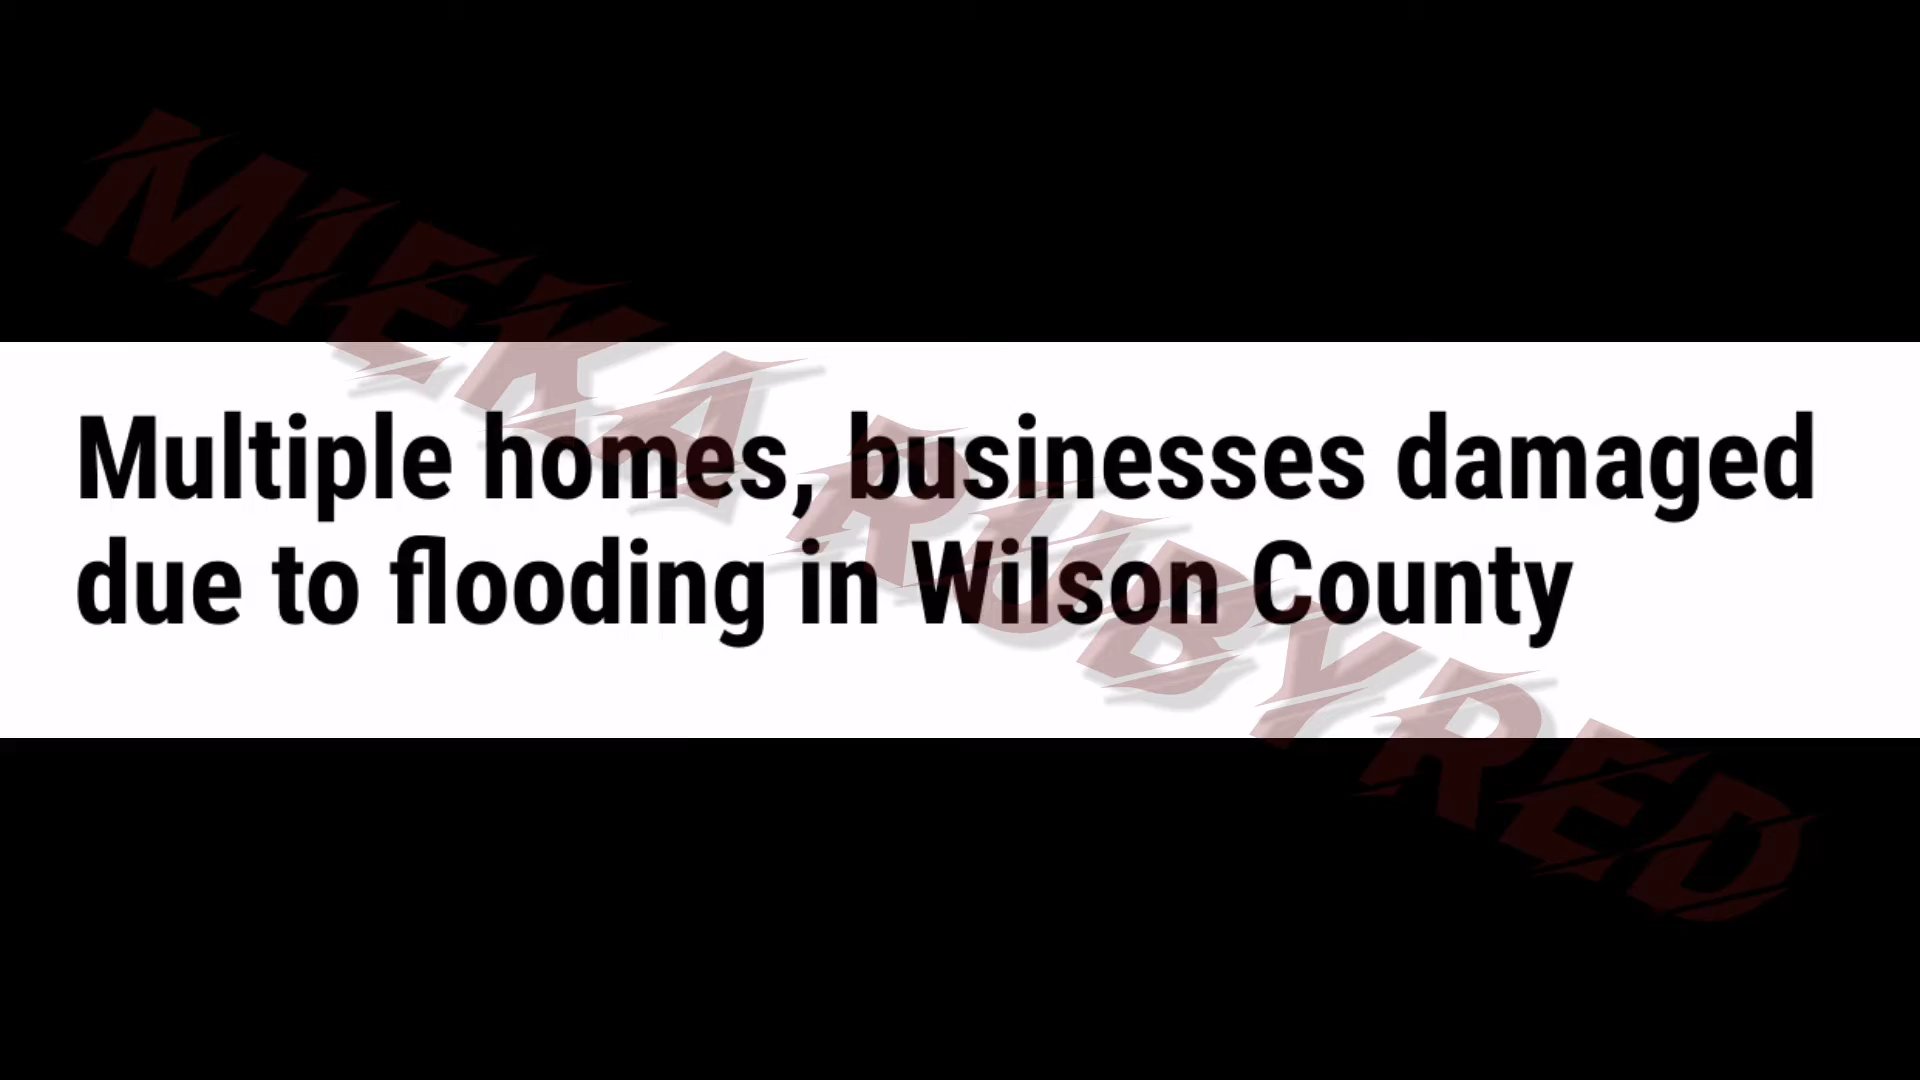 Multiple homes, businesses damaged
due to flooding in Wilson County
MIEKA RUBYRED